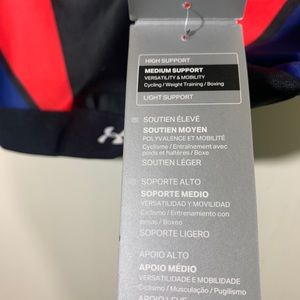 HIGH SUPPORT
MEDIUM SUPPORT
VERSATILITY & MOBILITY
Cycling / Weight Training / Boxing
LIGHT SUPPORT
SOUTIEN ÉLEVÉ
SOUTIEN MOYEN
POLYVALENCE ET MOBILITÉ
Cyclisme / Entraînement avec
poids et haltères / Boxe
SOUTIEN LÉGER
SOPORTE ALTO
SOPORTE MEDIO
VERSATILIDAD Y MOVILIDAD
Ciclismo / Entrenamiento con
pesas / Boxeo
SOPORTE LIGERO
APOIO ALTO
APOIO MÉDIO
VERSATILIDADE E MOBILIDADE
Ciclismo / Musculação / Pugilismo
APOIO LEVE